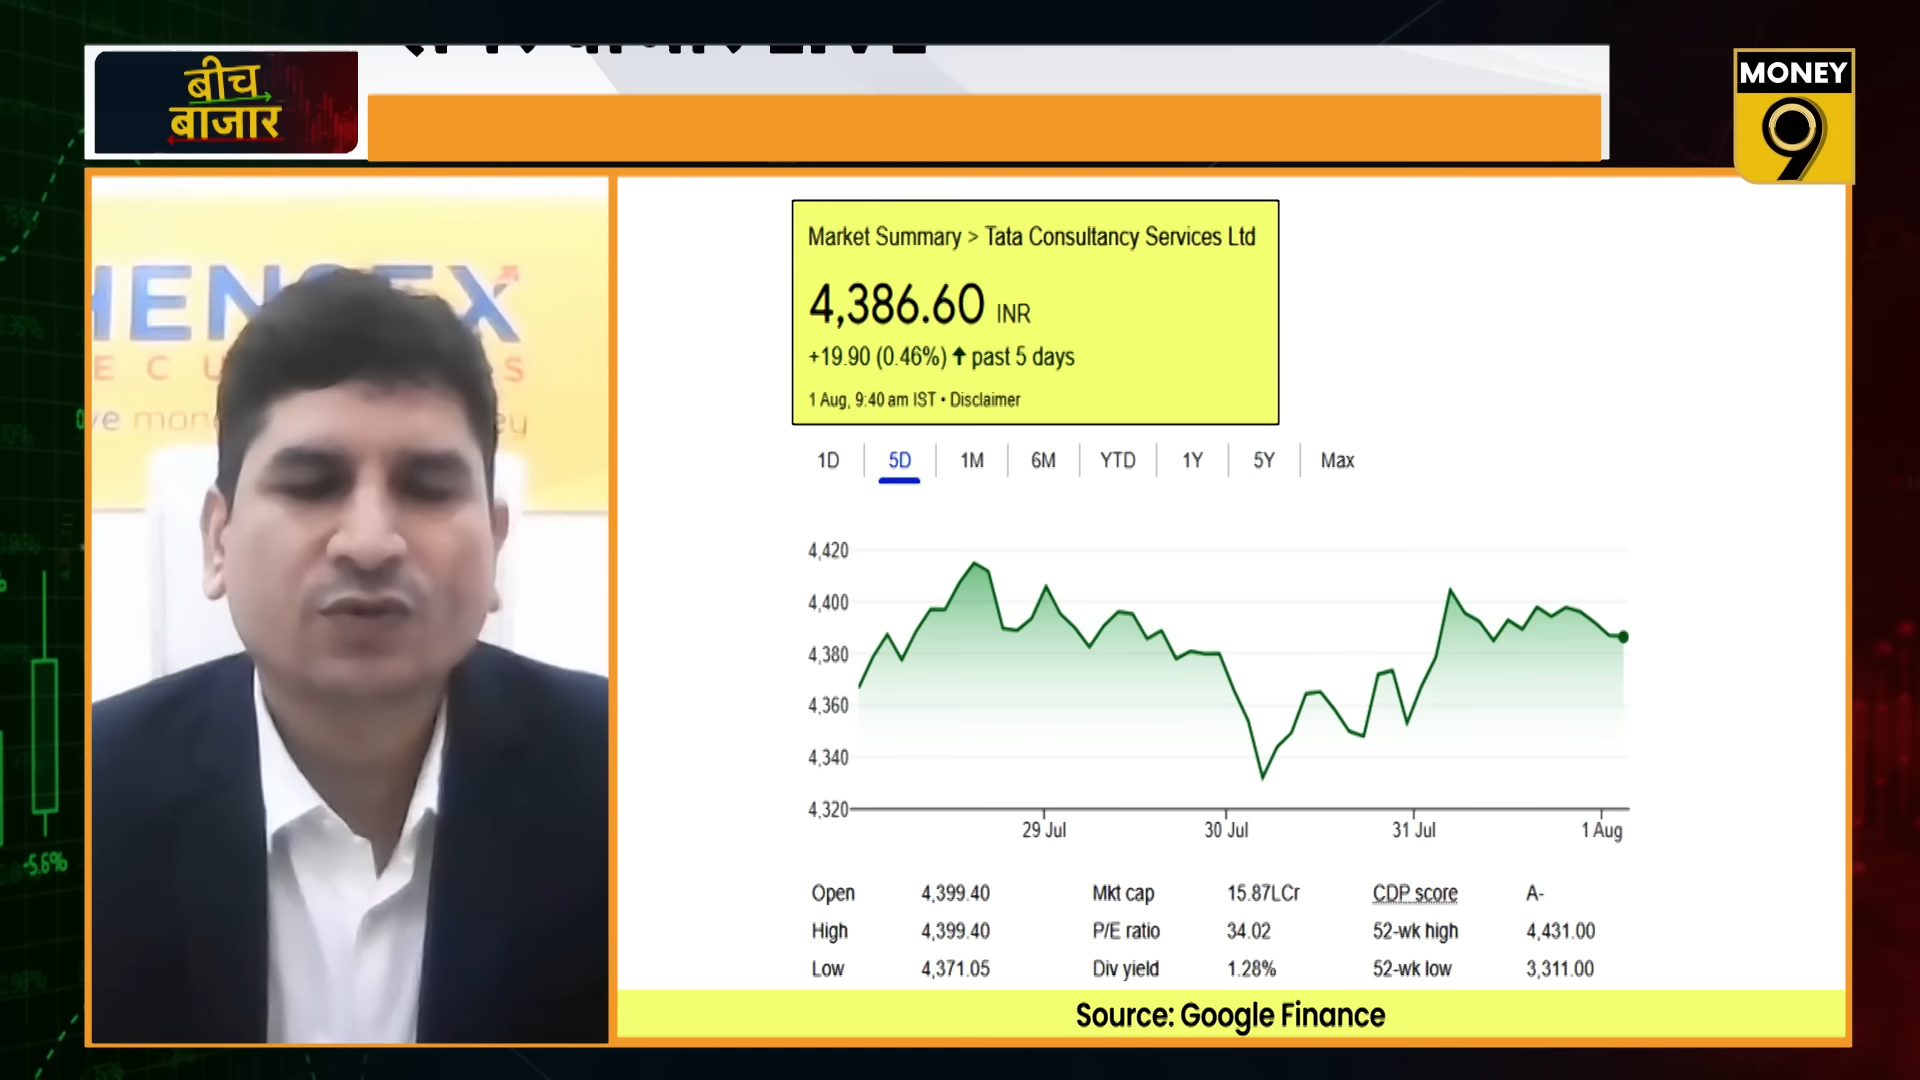 बीच
बाजार
MONEY
9
Market Summary > Tata Consultancy Services Ltd
4,386.60 INR
+19.90 (0.46%) ↑ past 5 days
1 Aug, 9:40 am IST • Disclaimer
1D 5D 1M 6M YTD 1Y 5Y Max
4,420
4,400
4,380
4,360
4,340
4,320
29 Jul 30 Jul 31 Jul 1 Aug
Open 4,399.40 Mkt cap 15.87LCr CDP score A-
High 4,399.40 P/E ratio 34.02 52-wk high 4,431.00
Low 4,371.05 Div yield 1.28% 52-wk low 3,311.00
Source: Google Finance
-5.6%